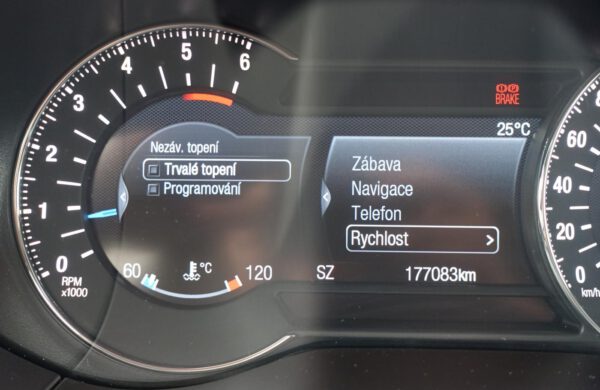 6
5
4
3
2
1
0
RPM
x1000
Nezáv. topení
Trvalé topení
Programování
60
°C
120
BRAKE
25°C
Zábava
Navigace
Telefon
Rychlost >
SZ
177083km
60
40
20
0
km/h